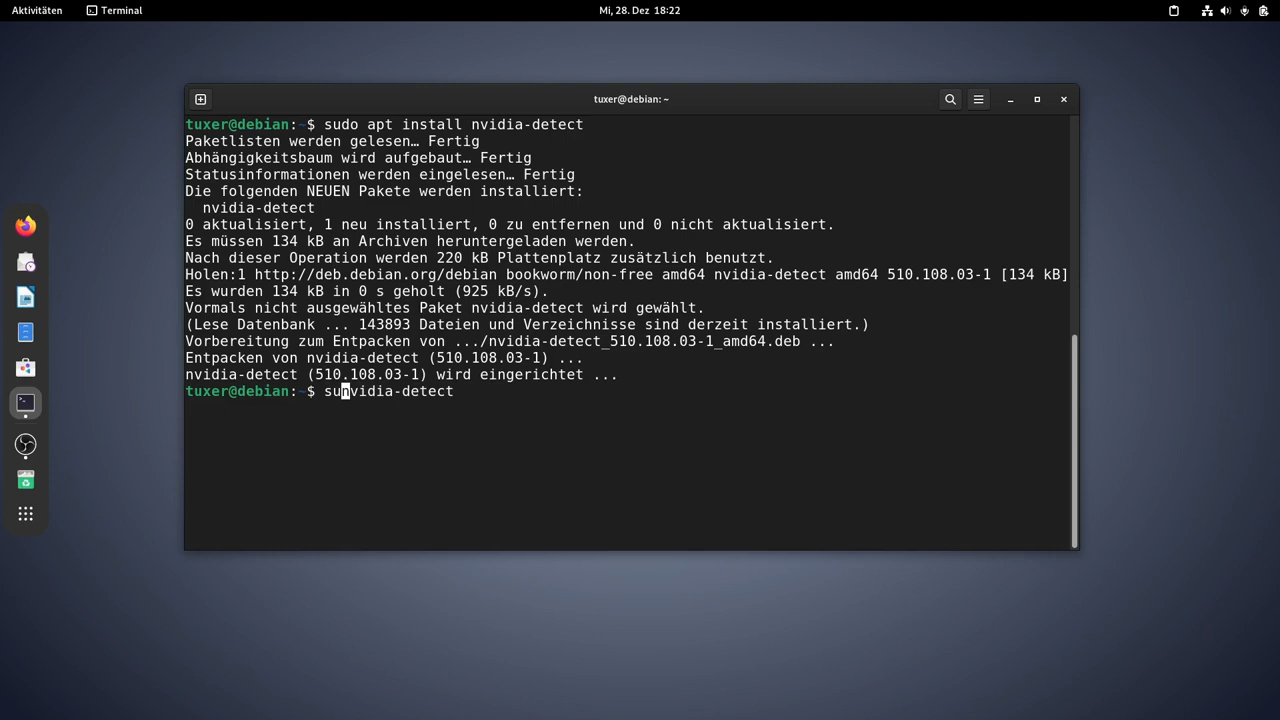 Aktivitäten Terminal Mi, 28. Dez 18:22
tuxer@debian: ~
tuxer@debian:~$ sudo apt install nvidia-detect
Paketlisten werden gelesen… Fertig
Abhängigkeitsbaum wird aufgebaut… Fertig
Statusinformationen werden eingelesen… Fertig
Die folgenden NEUEN Pakete werden installiert:
  nvidia-detect
0 aktualisiert, 1 neu installiert, 0 zu entfernen und 0 nicht aktualisiert.
Es müssen 134 kB an Archiven heruntergeladen werden.
Nach dieser Operation werden 220 kB Plattenplatz zusätzlich benutzt.
Holen:1 http://deb.debian.org/debian bookworm/non-free amd64 nvidia-detect amd64 510.108.03-1 [134 kB]
Es wurden 134 kB in 0 s geholt (925 kB/s).
Vormals nicht ausgewähltes Paket nvidia-detect wird gewählt.
(Lese Datenbank ... 143893 Dateien und Verzeichnisse sind derzeit installiert.)
Vorbereitung zum Entpacken von .../nvidia-detect_510.108.03-1_amd64.deb ...
Entpacken von nvidia-detect (510.108.03-1) ...
nvidia-detect (510.108.03-1) wird eingerichtet ...
tuxer@debian:~$ sunvidia-detect